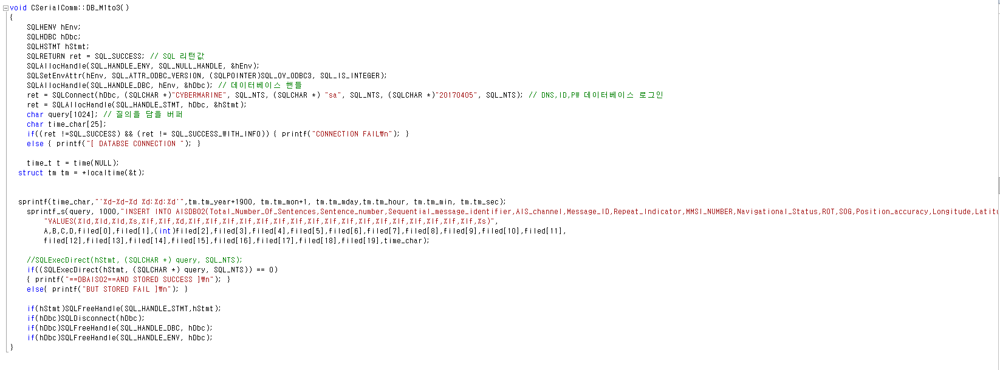 void CSerialComm::DB_M1to3()
{
SQLHENV hEnv;
SQLHDBC hDbc;
SQLHSTMT hStmt;
SQLRETURN ret = SQL_SUCCESS; // SQL 리턴값
SQLAllocHandle(SQL_HANDLE_ENV, SQL_NULL_HANDLE, &hEnv);
SQLSetEnvAttr(hEnv, SQL_ATTR_ODBC_VERSION, (SQLPOINTER)SQL_OV_ODBC3, SQL_IS_INTEGER);
SQLAllocHandle(SQL_HANDLE_DBC, hEnv, &hDbc); // 데이터베이스 핸들
ret = SQLConnect(hDbc, (SQLCHAR *)"CYBERMARINE", SQL_NTS, (SQLCHAR *) "sa", SQL_NTS, (SQLCHAR *)"20170405", SQL_NTS); // DNS,ID,PW 데이터베이스 로그인
ret = SQLAllocHandle(SQL_HANDLE_STMT, hDbc, &hStmt);
char query[1024]; // 질의을 담을 버퍼
char time_char[25];
if((ret !=SQL_SUCCESS) && (ret != SQL_SUCCESS_WITH_INFO)) { printf("CONNECTION FAIL₩n"); }
else { printf("[ DATABSE CONNECTION "); }
time_t t = time(NULL);
struct tm tm = *localtime(&t);
sprintf(time_char,"'%d-%d-%d %d:%d:%d'",tm.tm_year+1900, tm.tm_mon+1, tm.tm_mday,tm.tm_hour, tm.tm_min, tm.tm_sec);
sprintf_s(query, 1000,"INSERT INTO AISDB02(Total_Number_Of_Sentences,Sentence_number,Sequential_message_identifier,AIS_channel,Message_ID,Repeat_Indicator,MMSI_NUMBER,Navigational_Status,ROT,SOG,Position_accuracy,Longitude,Latitu
"VALUES(%ld,%ld,%ld,%s,%lf,%lf,%d,%lf,%lf,%lf,%lf,%lf,%lf,%lf,%lf,%lf,%lf,%lf,%lf,%lf,%lf,%lf,%lf,%lf,%s)",
A,B,C,D,filed[0],filed[1],(int)filed[2],filed[3],filed[4],filed[5],filed[6],filed[7],filed[8],filed[9],filed[10],filed[11],
filed[12],filed[13],filed[14],filed[15],filed[16],filed[17],filed[18],filed[19],time_char);
//SQLExecDirect(hStmt, (SQLCHAR *) query, SQL_NTS);
if((SQLExecDirect(hStmt, (SQLCHAR *) query, SQL_NTS)) == 0)
{ printf("==DBAIS02==AND STORED SUCCESS ]₩n"); }
else{ printf("BUT STORED FAIL ]₩n"); }
if(hStmt)SQLFreeHandle(SQL_HANDLE_STMT,hStmt);
if(hDbc)SQLDisconnect(hDbc);
if(hDbc)SQLFreeHandle(SQL_HANDLE_DBC, hDbc);
if(hDbc)SQLFreeHandle(SQL_HANDLE_ENV, hDbc);
}